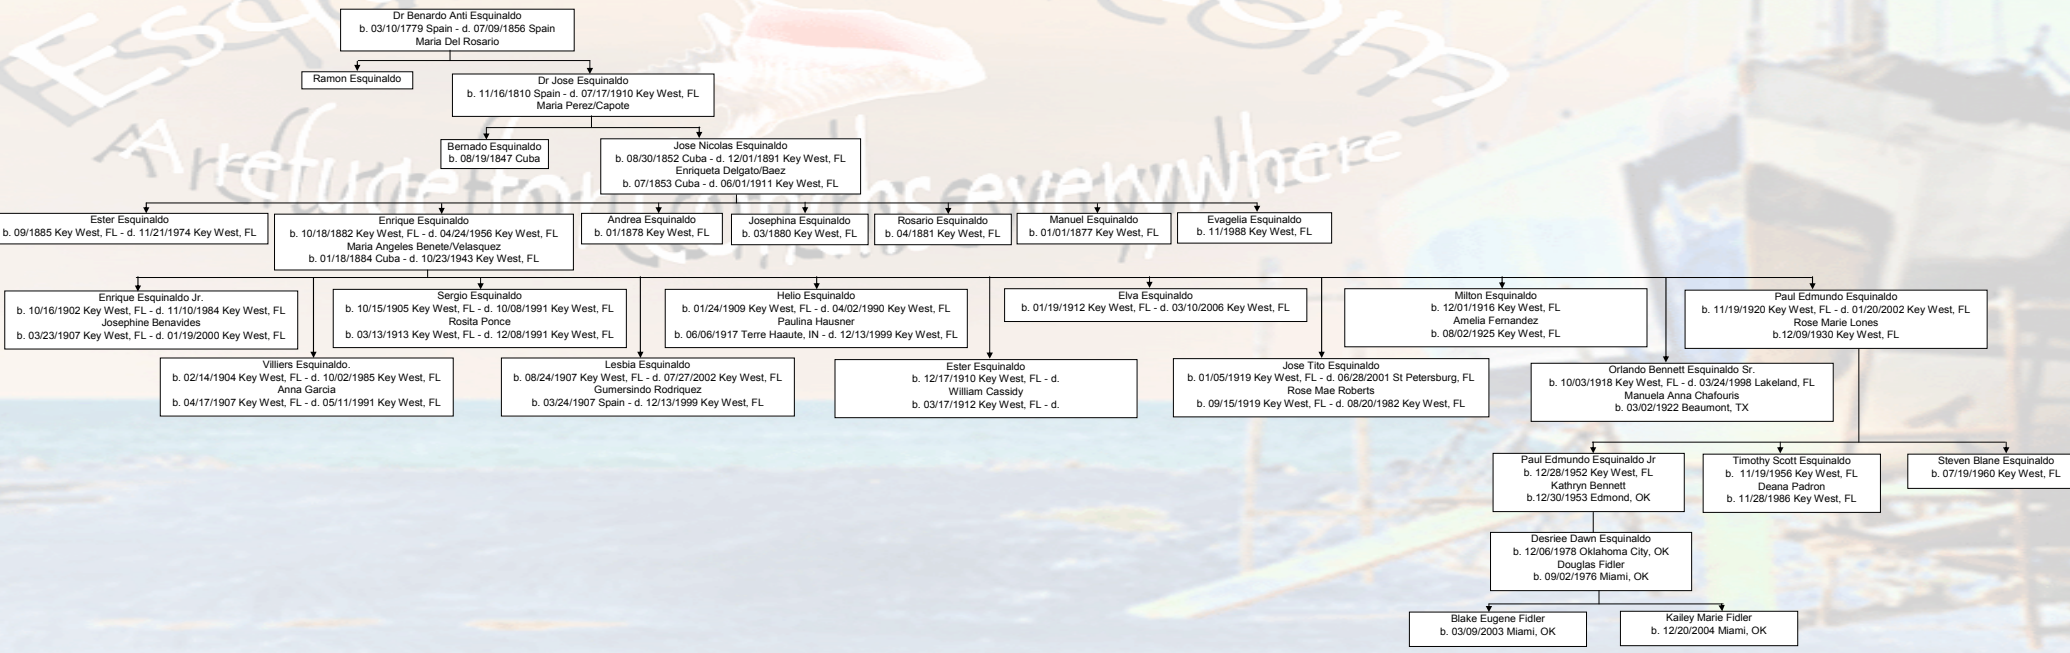 Dr Benardo Anti Esquinaldo
b. 03/10/1779 Spain - d. 07/09/1856 Spain
Maria Del Rosario
Ramon Esquinaldo
Dr Jose Esquinaldo
b. 11/16/1810 Spain - d. 07/17/1910 Key West, FL
Maria Perez/Capote
Bernado Esquinaldo
b. 08/19/1847 Cuba
Jose Nicolas Esquinaldo
b. 08/30/1852 Cuba - d. 12/01/1891 Key West, FL
Enriqueta Delgato/Baez
b. 07/1853 Cuba - d. 06/01/1911 Key West, FL
A refuge for
everywhere
Ester Esquinaldo
b. 09/1885 Key West, FL - d. 11/21/1974 Key West, FL
Enrique Esquinaldo
b. 10/18/1882 Key West, FL - d. 04/24/1956 Key West, FL
Maria Angeles Benete/Velasquez
b. 01/18/1884 Cuba - d. 10/23/1943 Key West, FL
Andrea Esquinaldo
b. 01/1878 Key West, FL
Josephina Esquinaldo
b. 03/1880 Key West, FL
Rosario Esquinaldo
b. 04/1881 Key West, FL
Manuel Esquinaldo
b. 01/01/1877 Key West, FL
Evagelia Esquinaldo
b. 11/1988 Key West, FL
Enrique Esquinaldo Jr.
b. 10/16/1902 Key West, FL - d. 11/10/1984 Key West, FL
Josephine Benavides
b. 03/23/1907 Key West, FL - d. 01/19/2000 Key West, FL
Sergio Esquinaldo
b. 10/15/1905 Key West, FL - d. 10/08/1991 Key West, FL
Rosita Ponce
b. 03/13/1913 Key West, FL - d. 12/08/1991 Key West, FL
Helio Esquinaldo
b. 01/24/1909 Key West, FL - d. 04/02/1990 Key West, FL
Paulina Hausner
b. 06/06/1917 Terre Haaute, IN - d. 12/13/1999 Key West, FL
Elva Esquinaldo
b. 01/19/1912 Key West, FL - d. 03/10/2006 Key West, FL
Milton Esquinaldo
b. 12/01/1916 Key West, FL
Amelia Fernandez
b. 08/02/1925 Key West, FL
Paul Edmundo Esquinaldo
b. 11/19/1920 Key West, FL - d. 01/20/2002 Key West, FL
Rose Marie Lones
b.12/09/1930 Key West, FL
Villiers Esquinaldo.
b. 02/14/1904 Key West, FL - d. 10/02/1985 Key West, FL
Anna Garcia
b. 04/17/1907 Key West, FL - d. 05/11/1991 Key West, FL
Lesbia Esquinaldo
b. 08/24/1907 Key West, FL - d. 07/27/2002 Key West, FL
Gumersindo Rodriquez
b. 03/24/1907 Spain - d. 12/13/1999 Key West, FL
Ester Esquinaldo
b. 12/17/1910 Key West, FL - d.
William Cassidy
b. 03/17/1912 Key West, FL - d.
Jose Tito Esquinaldo
b. 01/05/1919 Key West, FL - d. 06/28/2001 St Petersburg, FL
Rose Mae Roberts
b. 09/15/1919 Key West, FL - d. 08/20/1982 Key West, FL
Orlando Bennett Esquinaldo Sr.
b. 10/03/1918 Key West, FL - d. 03/24/1998 Lakeland, FL
Manuela Anna Chafouris
b. 03/02/1922 Beaumont, TX
Paul Edmundo Esquinaldo Jr
b. 12/28/1952 Key West, FL
Kathryn Bennett
b.12/30/1953 Edmond, OK
Timothy Scott Esquinaldo
b. 11/19/1956 Key West, FL
Deana Padron
b. 11/28/1986 Key West, FL
Steven Blane Esquinaldo
b. 07/19/1960 Key West, FL
Desriee Dawn Esquinaldo
b. 12/06/1978 Oklahoma City, OK
Douglas Fidler
b. 09/02/1976 Miami, OK
Blake Eugene Fidler
b. 03/09/2003 Miami, OK
Kailey Marie Fidler
b. 12/20/2004 Miami, OK